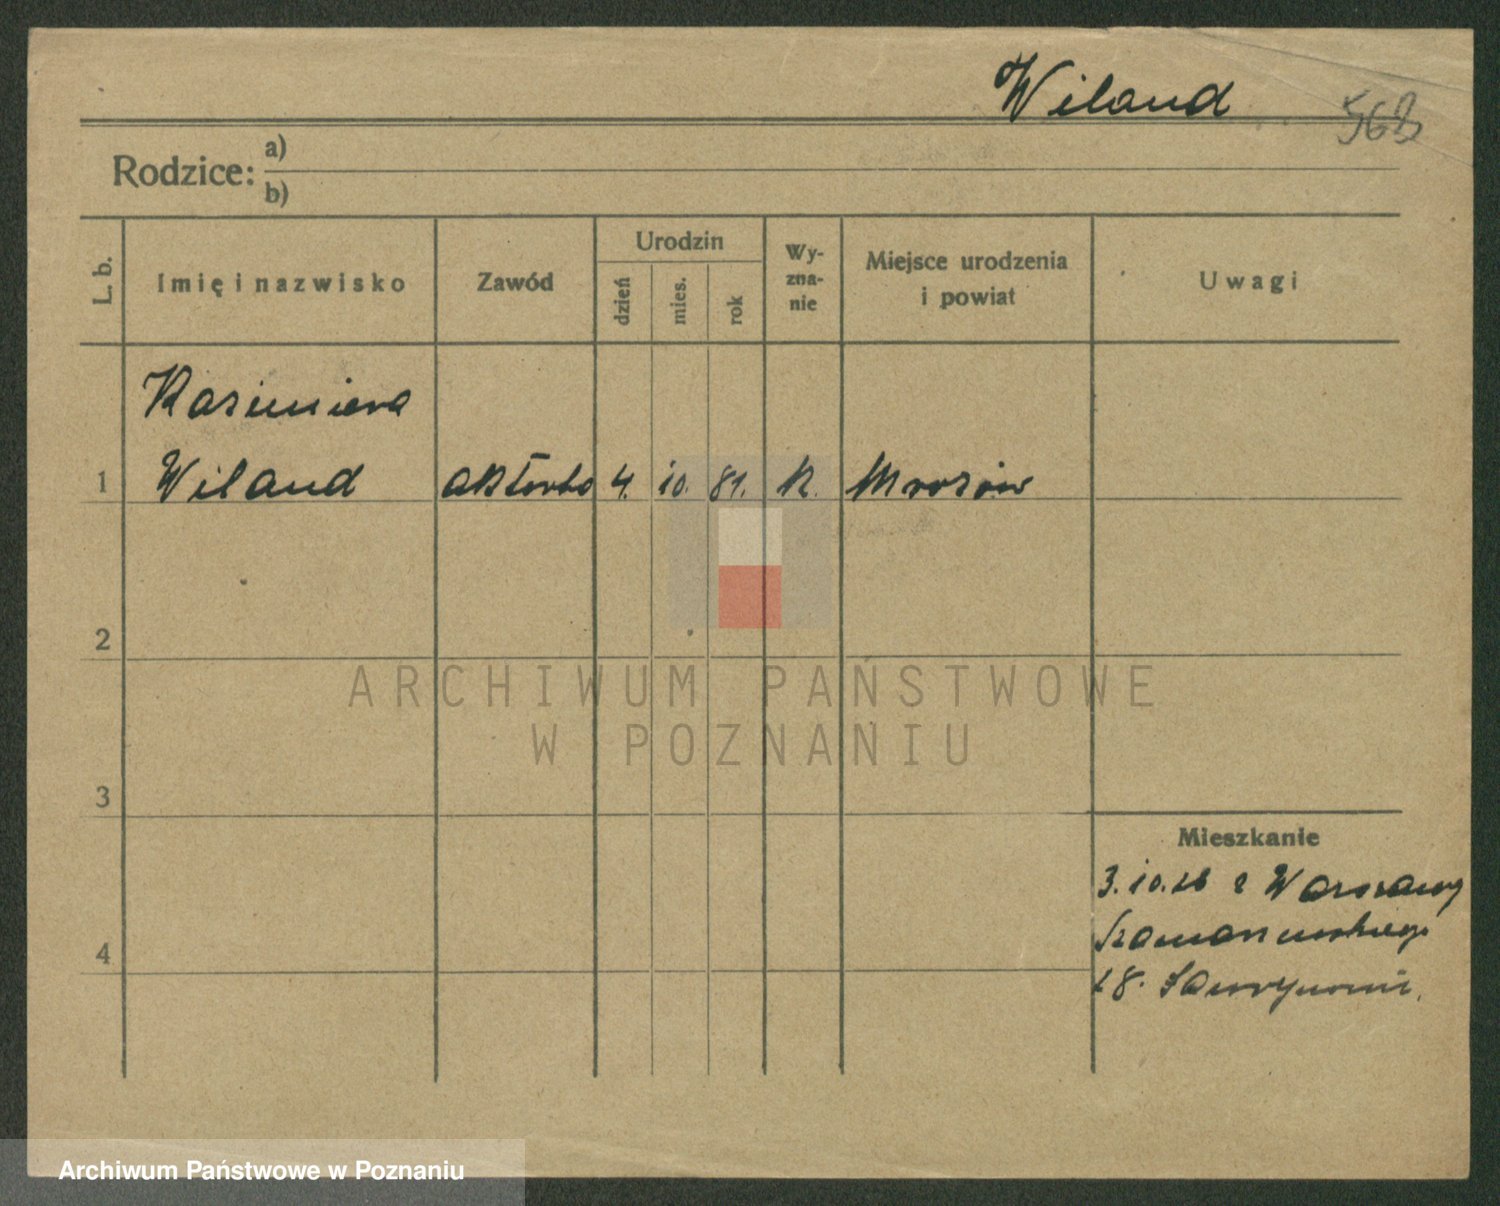 Wiland
568
Rodzice: a)
b)
L. b.
Imię i nazwisko
Zawód
Urodzin
dzień
mies.
rok
Wy-
zna-
nie
Miejsce urodzenia
i powiat
Uwagi
Kazimiera
1 Wiland aktorka 4. 10. 81. K. Mrozów
2
ARCHIWUM PAŃSTWOWE
W POZNANIU
3
Mieszkanie
3.10.26 z Warszawy
4
18.
Archiwum Państwowe w Poznaniu